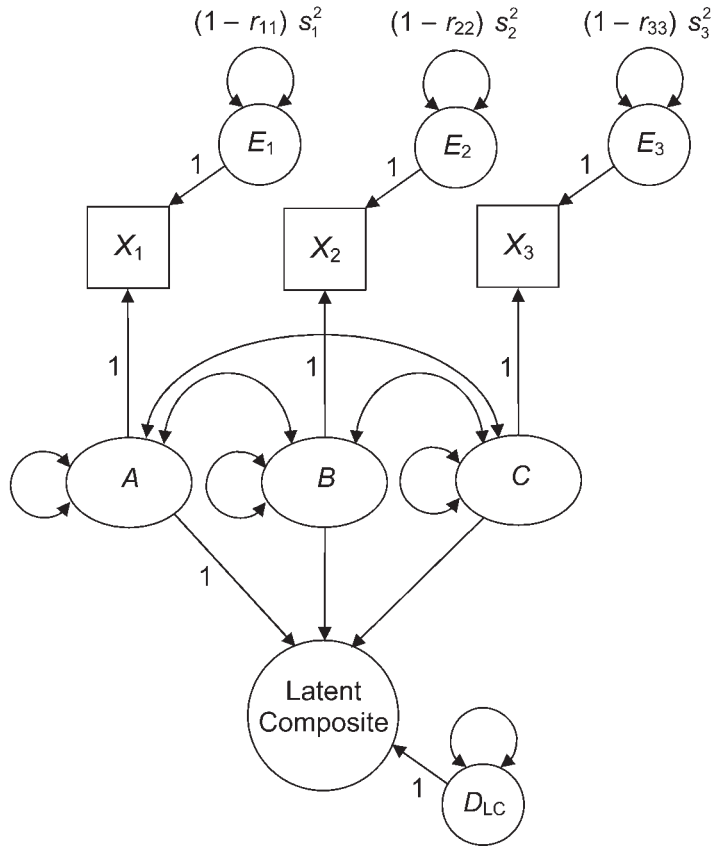 (1 – r₁₁) s₁² (1 – r₂₂) s₂² (1 – r₃₃) s₃²
E₁ E₂ E₃
1 1 1
X₁ X₂ X₃
1 1 1
A B C
1
Latent
Composite
1
D_LC